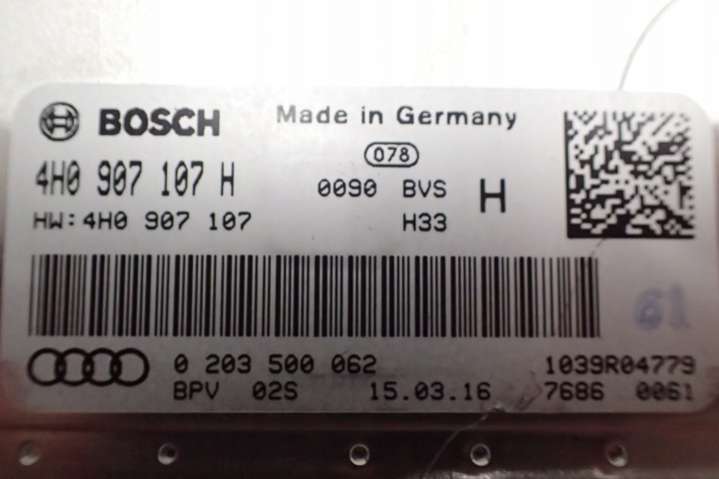 BOSCH Made in Germany
078
4H0 907 107 H 0090 BVS H
HW:4H0 907 107 H33
61
0 203 500 062 1039R04779
BPV 02S 15.03.16 7686 0061